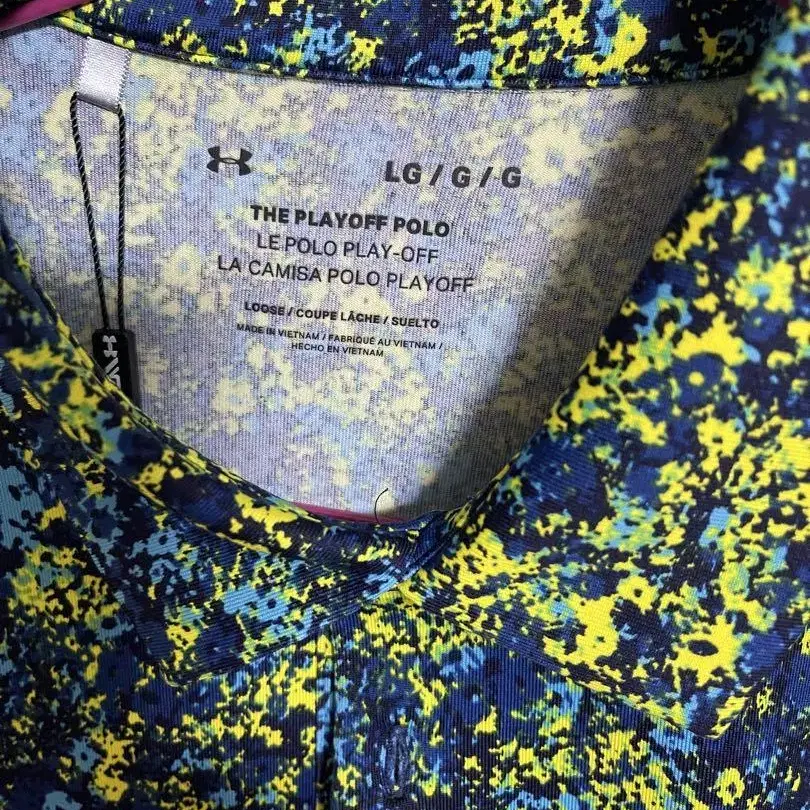 LG / G / G
THE PLAYOFF POLO
LE POLO PLAY-OFF
LA CAMISA POLO PLAYOFF
LOOSE / COUPE LÂCHE / SUELTO
MADE IN VIETNAM / FABRIQUÉ AU VIETNAM /
HECHO EN VIETNAM